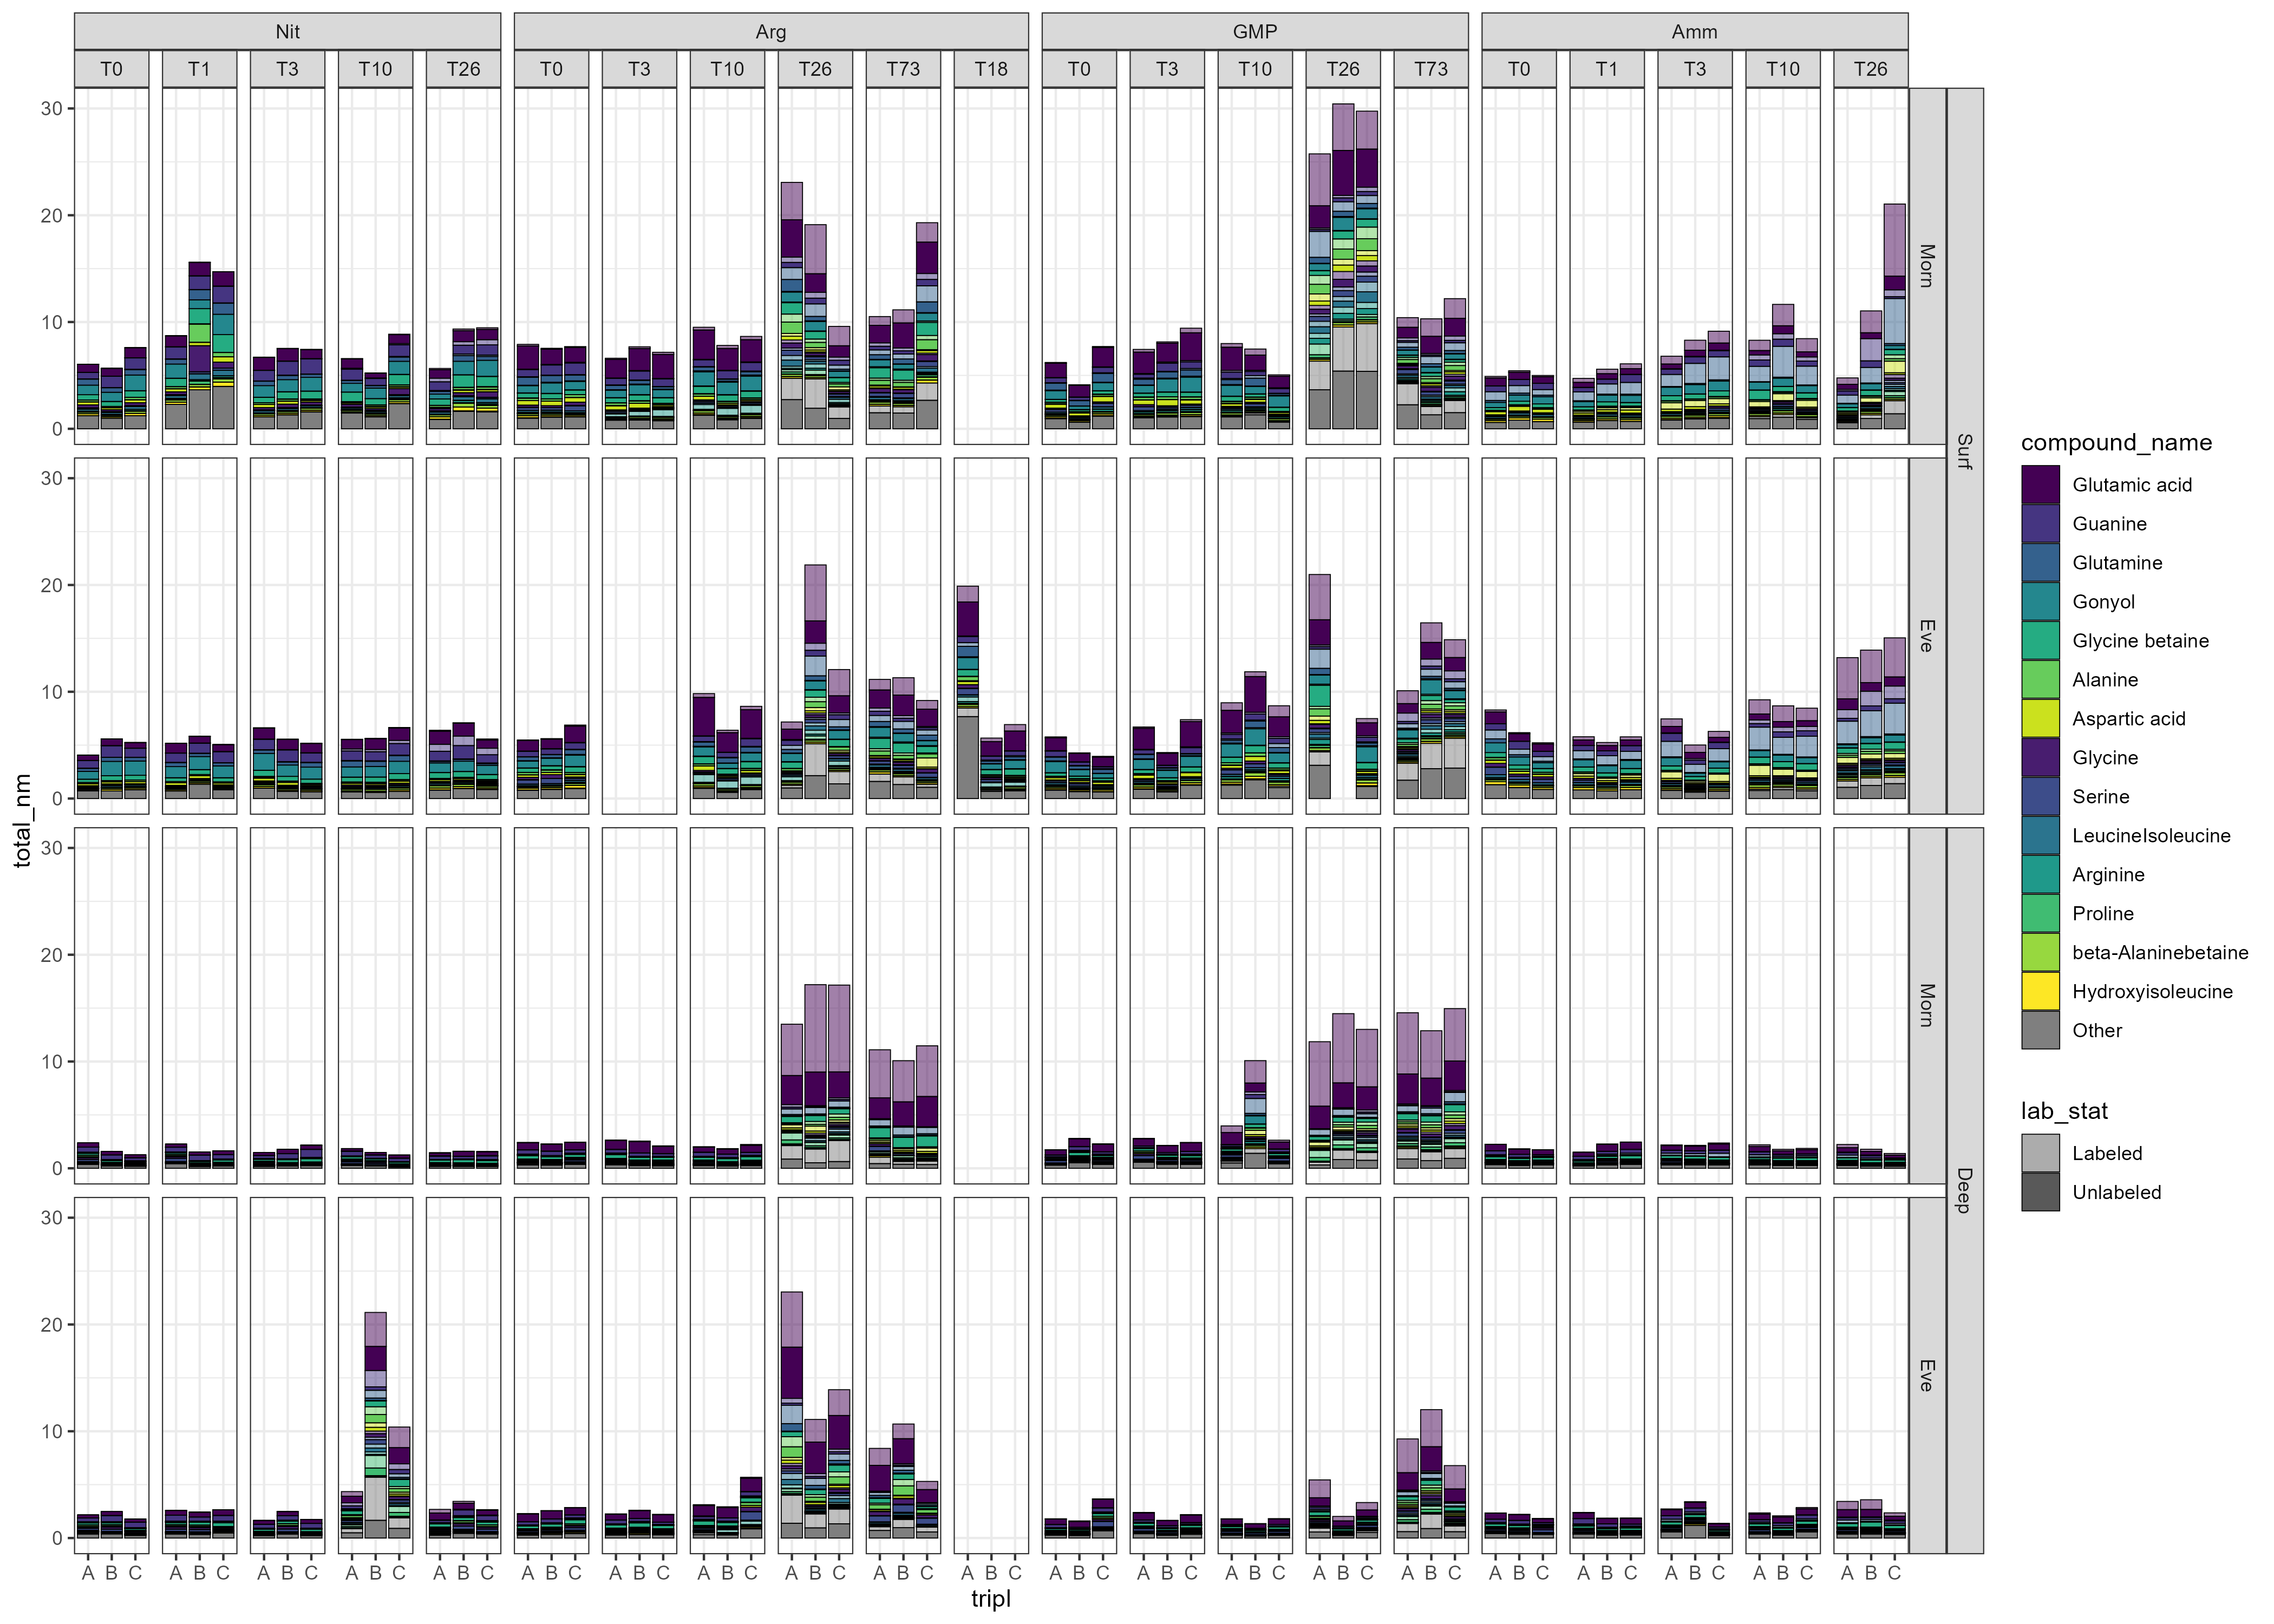 Nit Arg GMP Amm
T0 T1 T3 T10 T26 T0 T3 T10 T26 T73 T18 T0 T3 T10 T26 T73 T0 T1 T3 T10 T26
30
20
10
0
Morn
30
20
10
0
Eve
Surf
30
20
10
0
Morn
30
20
10
0
Eve
Deep
A B C A B C A B C A B C A B C A B C A B C A B C A B C A B C A B C A B C A B C A B C A B C A B C A B C A B C A B C A B C A B C
tripl
total_nm
compound_name
Glutamic acid
Guanine
Glutamine
Gonyol
Glycine betaine
Alanine
Aspartic acid
Glycine
Serine
LeucineIsoleucine
Arginine
Proline
beta-Alaninebetaine
Hydroxyisoleucine
Other
lab_stat
Labeled
Unlabeled